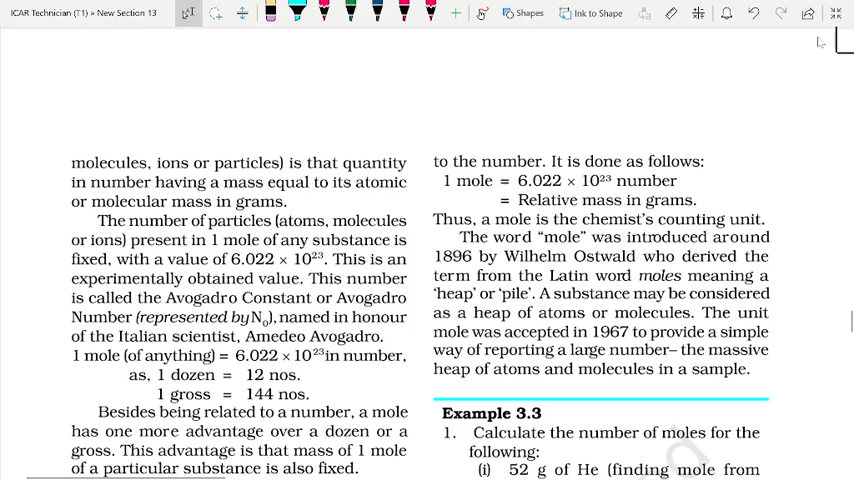 ICAR Technician (T1) » New Section 13
Shapes
Ink to Shape
molecules, ions or particles) is that quantity
in number having a mass equal to its atomic
or molecular mass in grams.
The number of particles (atoms, molecules
or ions) present in 1 mole of any substance is
fixed, with a value of 6.022 × 10²³. This is an
experimentally obtained value. This number
is called the Avogadro Constant or Avogadro
Number (represented by N₀), named in honour
of the Italian scientist, Amedeo Avogadro.
1 mole (of anything) = 6.022 × 10²³ in number,
as, 1 dozen = 12 nos.
1 gross = 144 nos.
Besides being related to a number, a mole
has one more advantage over a dozen or a
gross. This advantage is that mass of 1 mole
of a particular substance is also fixed.
to the number. It is done as follows:
1 mole = 6.022 × 10²³ number
= Relative mass in grams.
Thus, a mole is the chemist's counting unit.
The word “mole” was introduced around
1896 by Wilhelm Ostwald who derived the
term from the Latin word moles meaning a
‘heap’ or ‘pile’. A substance may be considered
as a heap of atoms or molecules. The unit
mole was accepted in 1967 to provide a simple
way of reporting a large number– the massive
heap of atoms and molecules in a sample.
Example 3.3
1. Calculate the number of moles for the
following:
(i) 52 g of He (finding mole from